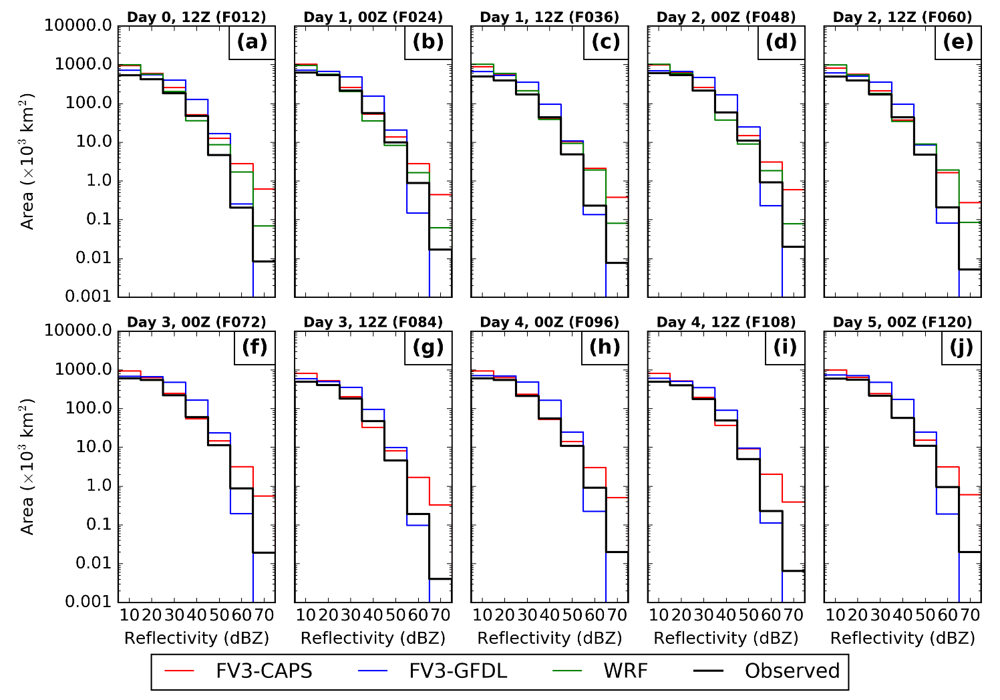 Day 0, 12Z (F012) Day 1, 00Z (F024) Day 1, 12Z (F036) Day 2, 00Z (F048) Day 2, 12Z (F060)
(a) (b) (c) (d) (e)
10000.0
1000.0
100.0
10.0
1.0
0.1
0.01
0.001
Area (×10³ km²)
Day 3, 00Z (F072) Day 3, 12Z (F084) Day 4, 00Z (F096) Day 4, 12Z (F108) Day 5, 00Z (F120)
(f) (g) (h) (i) (j)
10000.0
1000.0
100.0
10.0
1.0
0.1
0.01
0.001
Area (×10³ km²)
10 20 30 40 50 60 70 10 20 30 40 50 60 70 10 20 30 40 50 60 70 10 20 30 40 50 60 70 10 20 30 40 50 60 70
Reflectivity (dBZ) Reflectivity (dBZ) Reflectivity (dBZ) Reflectivity (dBZ) Reflectivity (dBZ)
FV3-CAPS FV3-GFDL WRF Observed